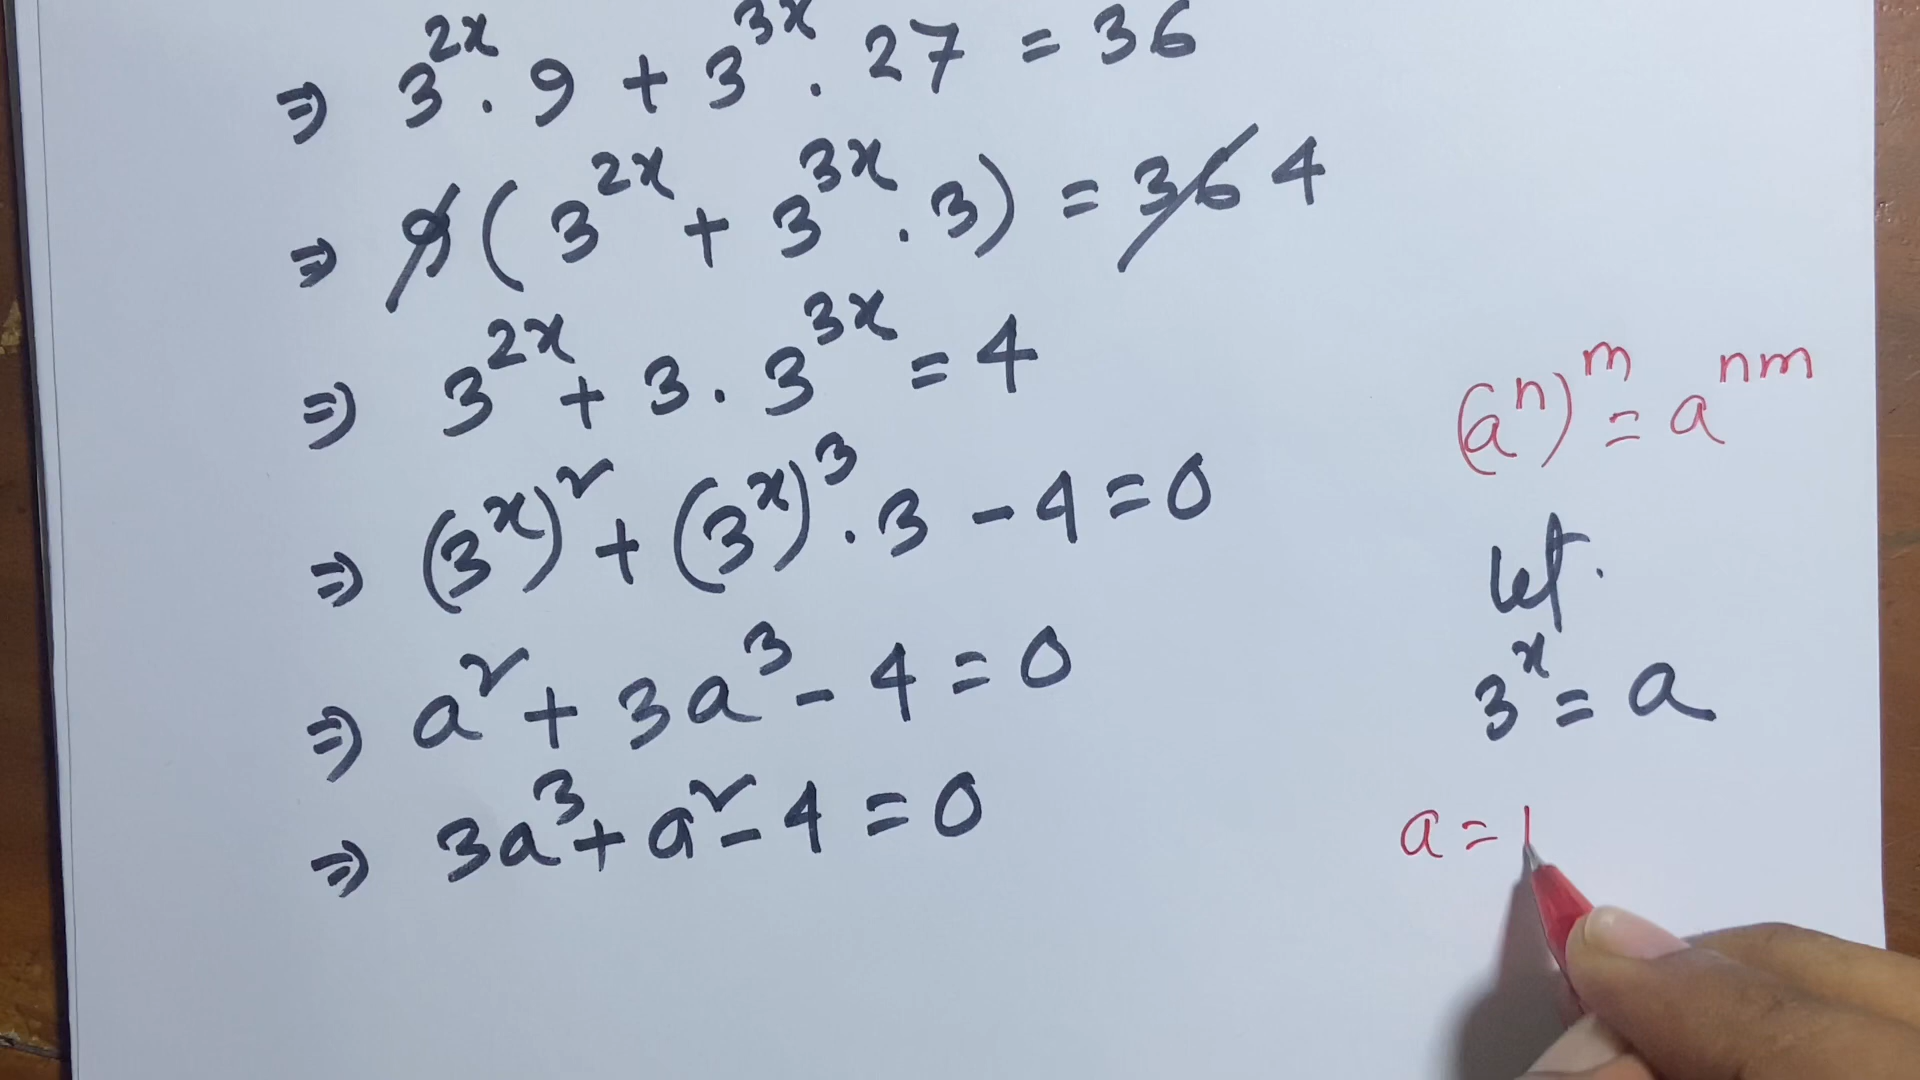 ⇒ 3^{2x} . 9 + 3^{3x} . 27 = 36
⇒ 9 ( 3^{2x} + 3^{3x} . 3 ) = 36 4
⇒ 3^{2x} + 3 . 3^{3x} = 4
⇒ (3^x)^2 + (3^x)^3 . 3 - 4 = 0
⇒ a^2 + 3a^3 - 4 = 0
⇒ 3a^3 + a^2 - 4 = 0
(a^n)^m = a^{nm}
let.
3^x = a
a = 1